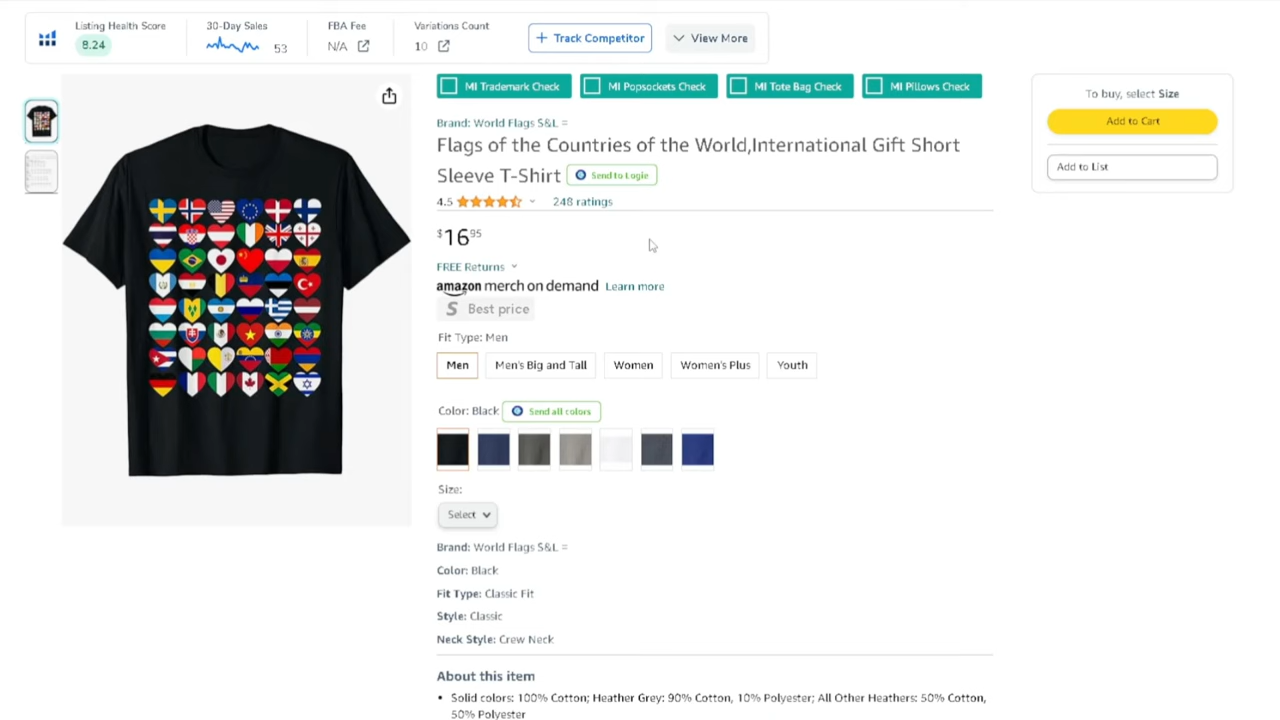 Listing Health Score
8.24
30-Day Sales
53
FBA Fee
N/A
Variations Count
10
+ Track Competitor
View More
MI Trademark Check
MI Popsockets Check
MI Tote Bag Check
MI Pillows Check
Brand: World Flags S&L =
Flags of the Countries of the World,International Gift Short
Sleeve T-Shirt
Send to Logie
4.5
248 ratings
$16 95
FREE Returns
amazon merch on demand Learn more
S Best price
Fit Type: Men
Men
Men's Big and Tall
Women
Women's Plus
Youth
Color: Black
Send all colors
Size:
Select
Brand: World Flags S&L =
Color: Black
Fit Type: Classic Fit
Style: Classic
Neck Style: Crew Neck
About this item
• Solid colors: 100% Cotton; Heather Grey: 90% Cotton, 10% Polyester; All Other Heathers: 50% Cotton,
50% Polyester
To buy, select Size
Add to Cart
Add to List